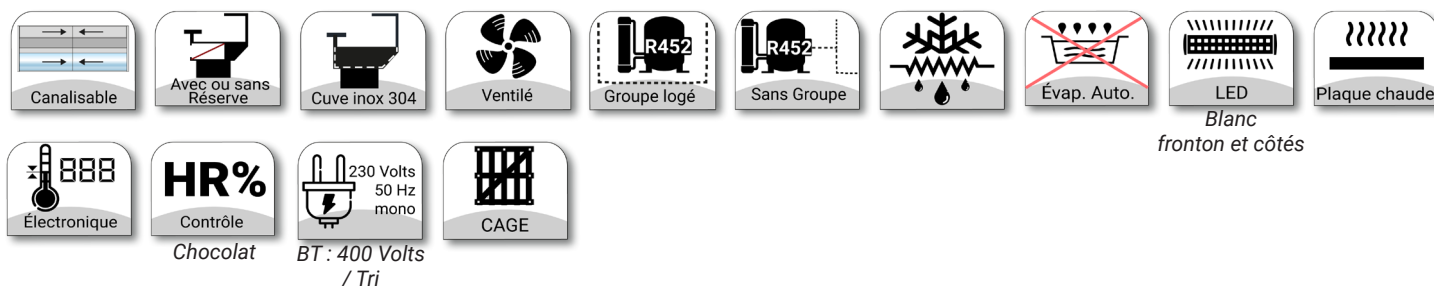 Canalisable
Avec ou sans
Réserve
Cuve inox 304
Ventilé
R452
Groupe logé
R452
Sans Groupe
Évap. Auto.
LED
Blanc
fronton et côtés
Plaque chaude
888
Électronique
HR%
Contrôle
Chocolat
230 Volts
50 Hz
mono
BT : 400 Volts
/ Tri
CAGE